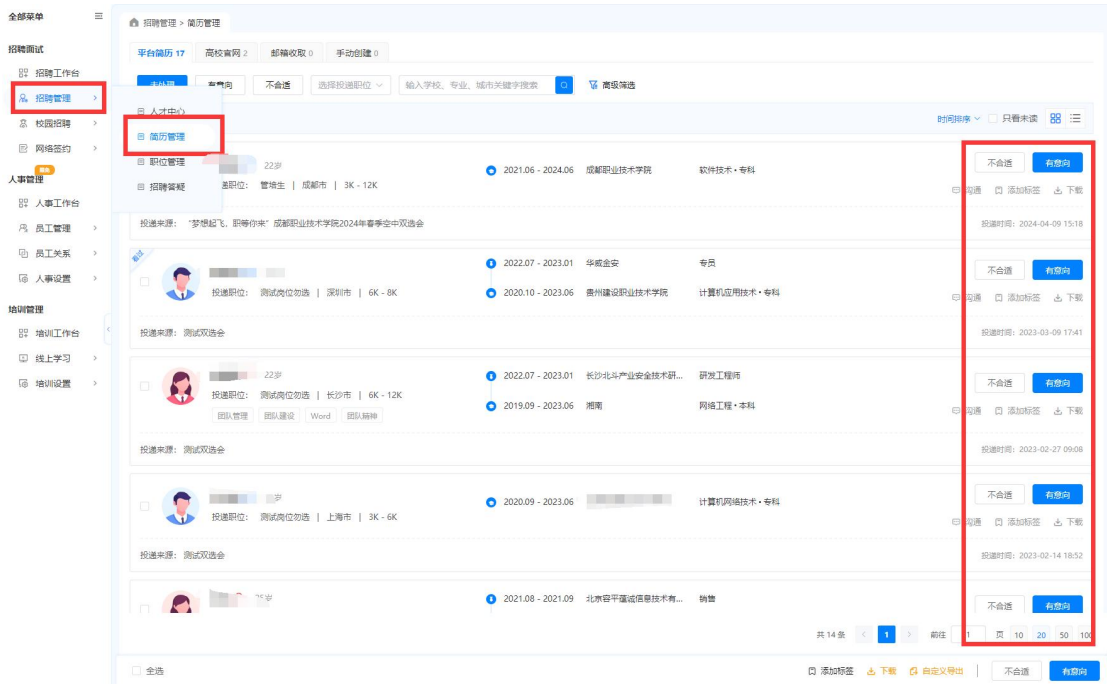 全部菜单
招聘面试
招聘工作台
招聘管理
校园招聘
网络签约
人事管理
人事工作台
员工管理
员工关系
人事设置
培训管理
培训工作台
线上学习
培训设置
招聘管理 > 简历管理
平台简历 17 高校官网 2 邮箱收取 0 手动创建 0
未处理 有意向 不合适 选择投递职位 输入学校、专业、城市关键字搜索 高级筛选
人才中心
简历管理
职位管理
招聘答疑
时间排序 只看未读
22岁 2021.06 - 2024.06 成都职业技术学院 软件技术 • 专科 不合适 有意向
递职位: 管培生 | 成都市 | 3K - 12K 沟通 添加标签 下载
投递来源: “梦想起飞、职等你来”成都职业技术学院2024年春季空中双选会 投递时间: 2024-04-09 15:18
看过
2022.07 - 2023.01 华威金安 专员 不合适 有意向
投递职位: 测试岗位勿选 | 深圳市 | 6K - 8K 2020.10 - 2023.06 贵州建设职业技术学院 计算机应用技术 • 专科 沟通 添加标签 下载
投递来源: 测试双选会 投递时间: 2023-03-09 17:41
22岁 2022.07 - 2023.01 长沙北斗产业安全技术研... 研发工程师 不合适 有意向
投递职位: 测试岗位勿选 | 长沙市 | 6K - 12K 2019.09 - 2023.06 湘南 网络工程 • 本科 沟通 添加标签 下载
团队管理 团队建设 Word 团队精神
投递来源: 测试双选会 投递时间: 2023-02-27 09:08
岁 2020.09 - 2023.06 计算机网络技术 • 专科 不合适 有意向
投递职位: 测试岗位勿选 | 上海市 | 3K - 6K 沟通 添加标签 下载
投递来源: 测试双选会 投递时间: 2023-02-14 18:52
2021.08 - 2021.09 北京容平蕴诚信息技术有... 销售 不合适 有意向
共 14 条 1 前往 1 页 10 20 50 100
全选 添加标签 下载 自定义导出 不合适 有意向